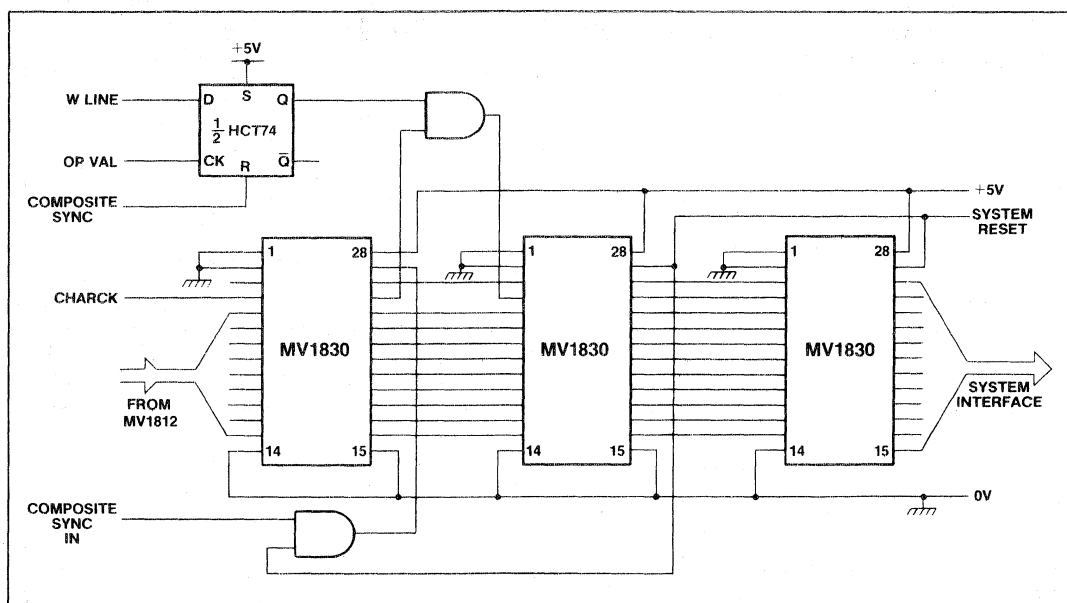 +5V
W LINE
D
S
Q
1/2 HCT74
OP VAL
CK
R
Q̅
COMPOSITE
SYNC
+5V
SYSTEM
RESET
1
28
1
28
1
28
CHARCK
MV1830
MV1830
MV1830
FROM
MV1812
SYSTEM
INTERFACE
14
15
14
15
14
15
0V
COMPOSITE
SYNC
IN